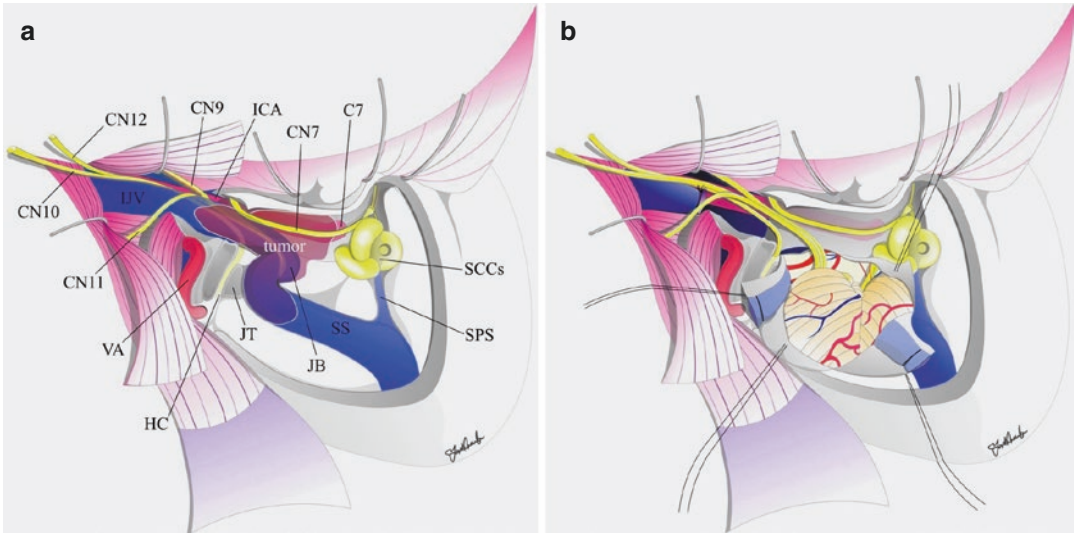 a
b
CN12
CN9
ICA
CN7
C7
CN10
IJV
tumor
CN11
SCCs
VA
JT
JB
SS
SPS
HC